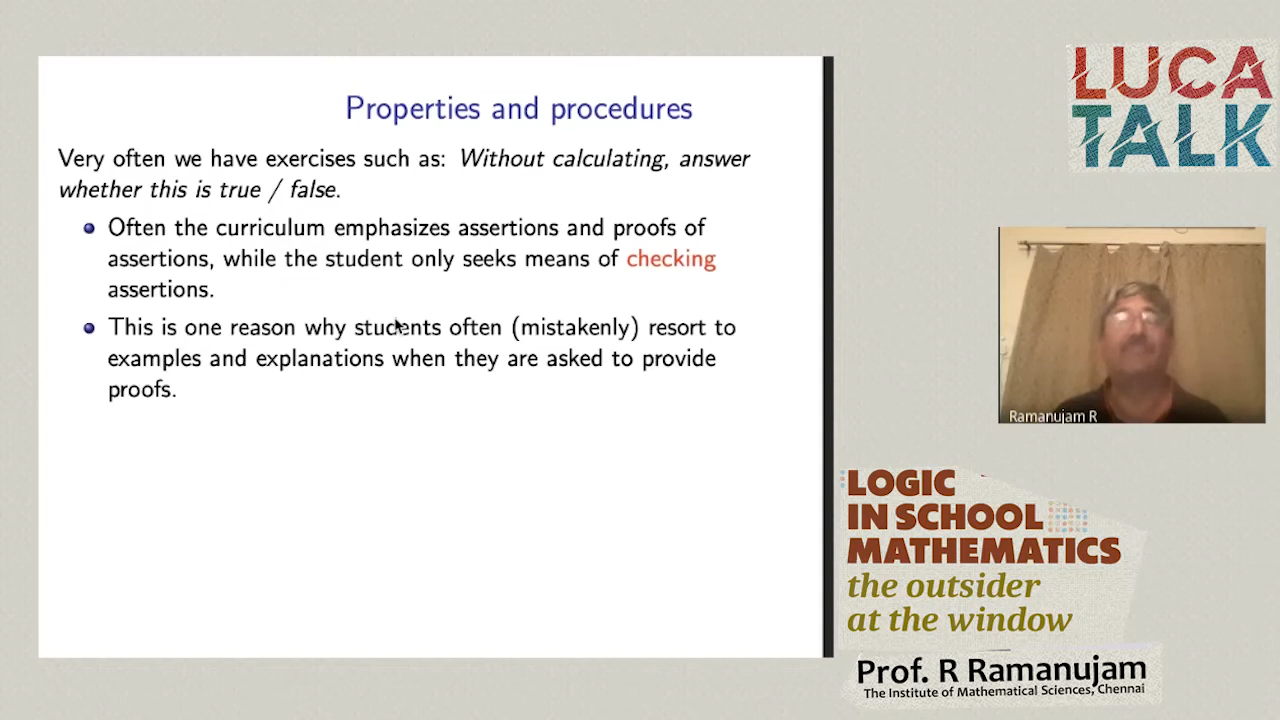 Properties and procedures
Very often we have exercises such as: Without calculating, answer
whether this is true / false.
Often the curriculum emphasizes assertions and proofs of
assertions, while the student only seeks means of checking
assertions.
This is one reason why students often (mistakenly) resort to
examples and explanations when they are asked to provide
proofs.
LUCA
TALK
Ramanujam R
LOGIC
IN SCHOOL
MATHEMATICS
the outsider
at the window
Prof. R Ramanujam
The Institute of Mathematical Sciences, Chennai